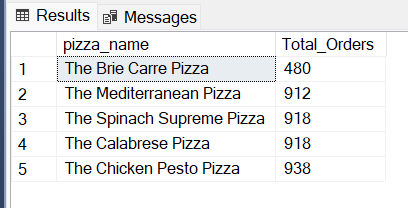 Results Messages
pizza_name Total_Orders
1 The Brie Carre Pizza 480
2 The Mediterranean Pizza 912
3 The Spinach Supreme Pizza 918
4 The Calabrese Pizza 918
5 The Chicken Pesto Pizza 938